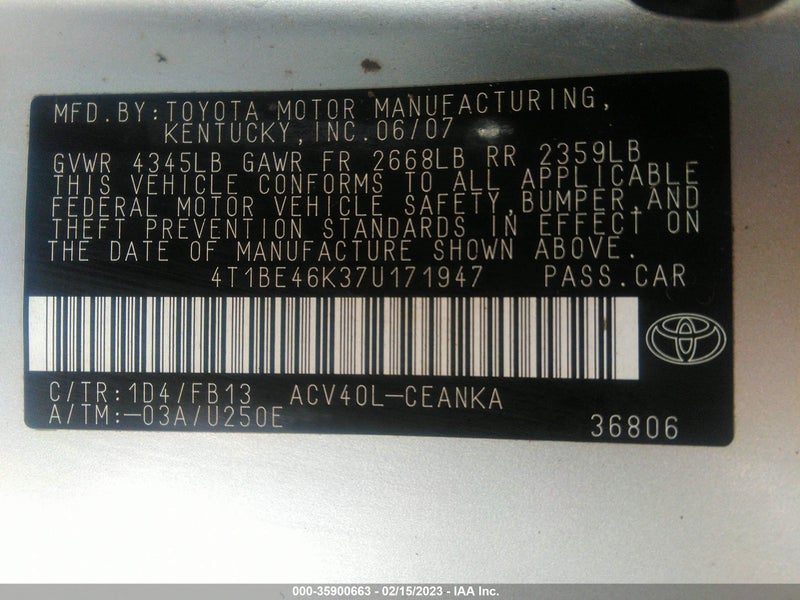 MFD.BY:TOYOTA MOTOR MANUFACTURING,
KENTUCKY,INC.06/07
GVWR 4345LB GAWR FR 2668LB RR 2359LB
THIS VEHICLE CONFORMS TO ALL APPLICABLE
FEDERAL MOTOR VEHICLE SAFETY,BUMPER,AND
THEFT PREVENTION STANDARDS IN EFFECT ON
THE DATE OF MANUFACTURE SHOWN ABOVE.
4T1BE46K37U171947 PASS.CAR
C/TR:1D4/FB13 ACV40L-CEANKA
A/TM:-03A/U250E
36806
000-35900663 - 02/15/2023 - IAA Inc.